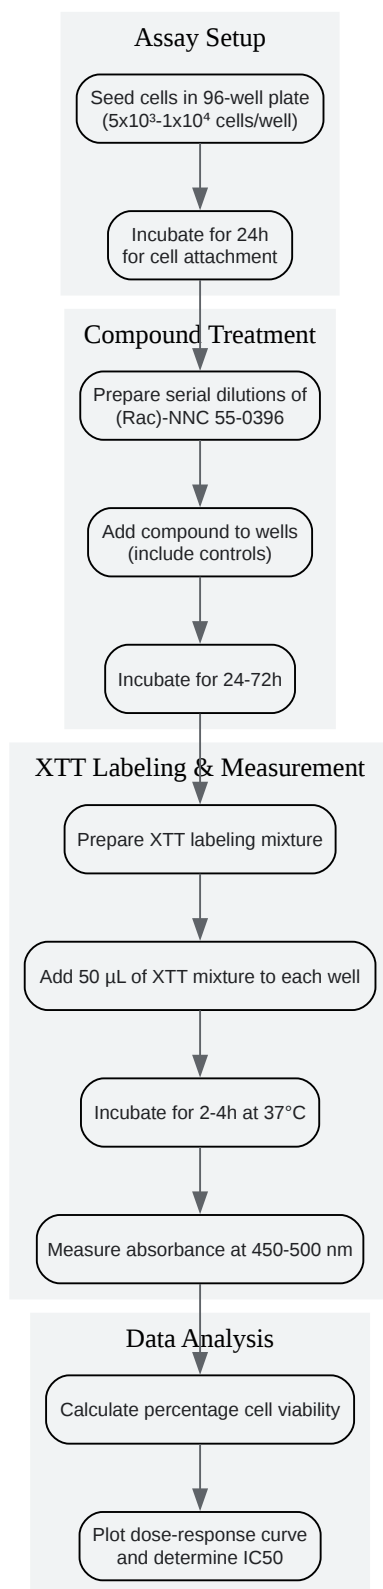 Assay Setup
Seed cells in 96-well plate
(5x10³-1x10⁴ cells/well)
Incubate for 24h
for cell attachment
Compound Treatment
Prepare serial dilutions of
(Rac)-NNC 55-0396
Add compound to wells
(include controls)
Incubate for 24-72h
XTT Labeling & Measurement
Prepare XTT labeling mixture
Add 50 µL of XTT mixture to each well
Incubate for 2-4h at 37°C
Measure absorbance at 450-500 nm
Data Analysis
Calculate percentage cell viability
Plot dose-response curve
and determine IC50